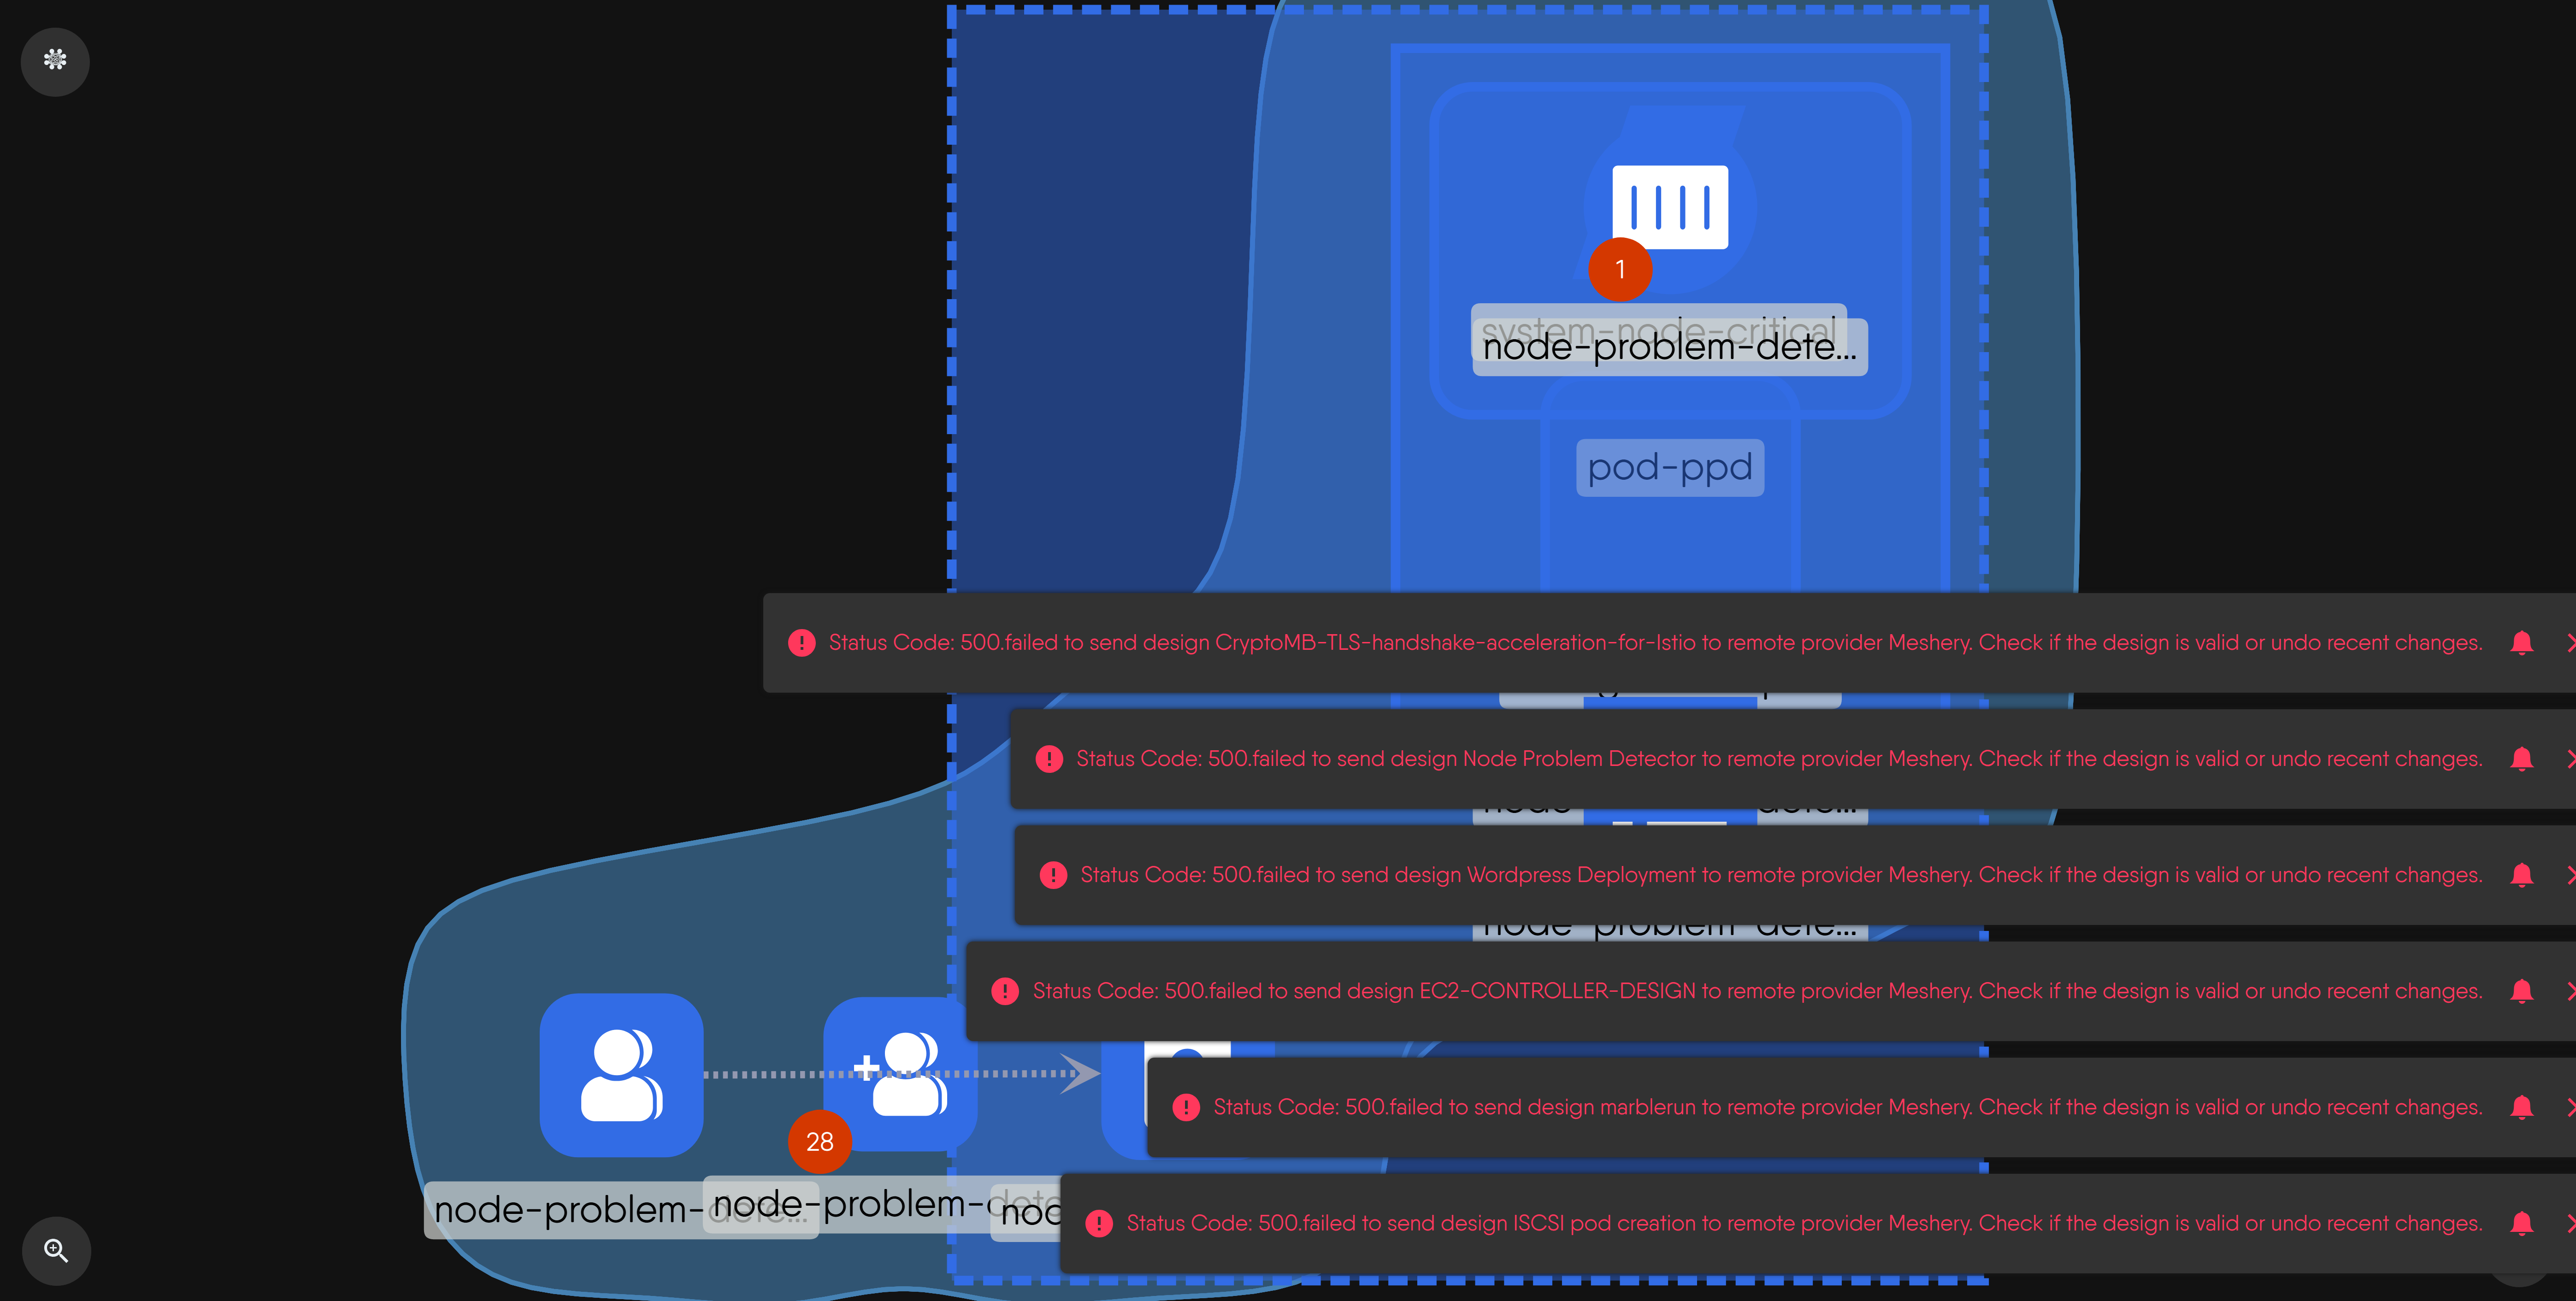 1
system-node-critical
node-problem-dete...
pod-ppd
Status Code: 500.failed to send design CryptoMB-TLS-handshake-acceleration-for-Istio to remote provider Meshery. Check if the design is valid or undo recent changes.
Status Code: 500.failed to send design Node Problem Detector to remote provider Meshery. Check if the design is valid or undo recent changes.
Status Code: 500.failed to send design Wordpress Deployment to remote provider Meshery. Check if the design is valid or undo recent changes.
node-problem-dete...
Status Code: 500.failed to send design EC2-CONTROLLER-DESIGN to remote provider Meshery. Check if the design is valid or undo recent changes.
Status Code: 500.failed to send design marblerun to remote provider Meshery. Check if the design is valid or undo recent changes.
28
node-problem-dete...
node-problem-dete
noc
Status Code: 500.failed to send design ISCSI pod creation to remote provider Meshery. Check if the design is valid or undo recent changes.